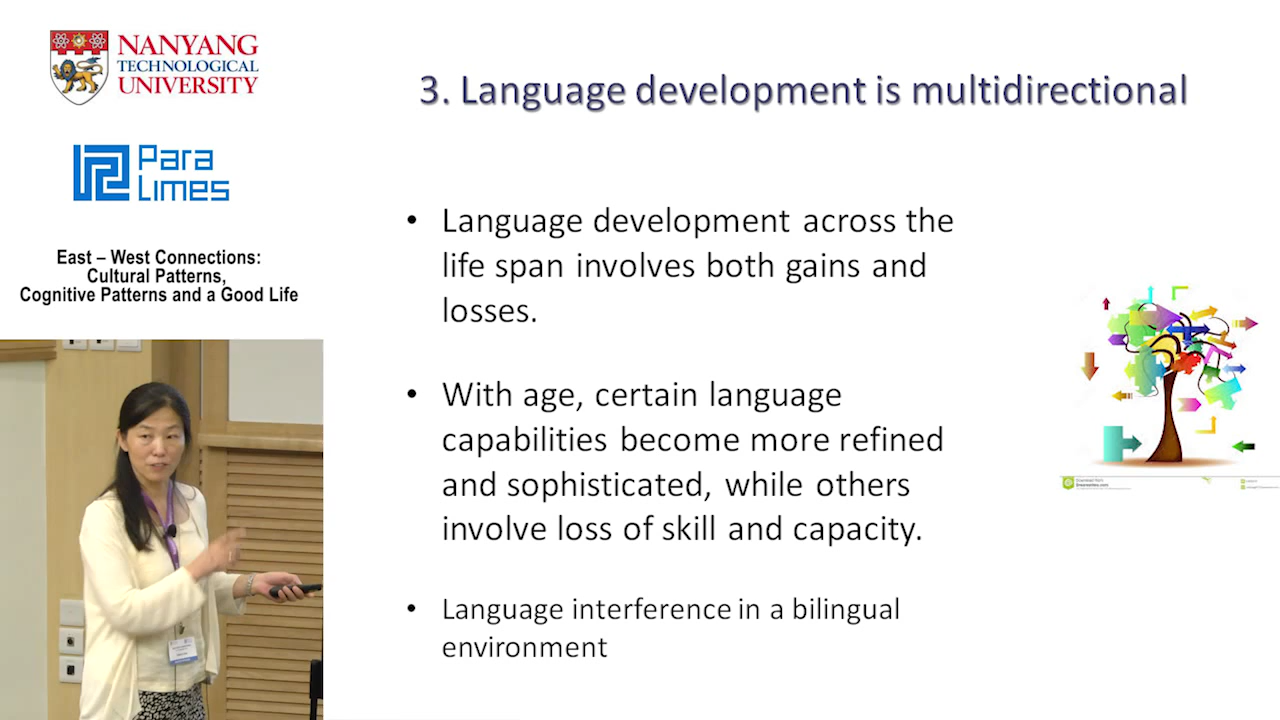 NANYANG
TECHNOLOGICAL
UNIVERSITY
Para
Limes
East – West Connections:
Cultural Patterns,
Cognitive Patterns and a Good Life
3. Language development is multidirectional
• Language development across the
life span involves both gains and
losses.
• With age, certain language
capabilities become more refined
and sophisticated, while others
involve loss of skill and capacity.
• Language interference in a bilingual
environment